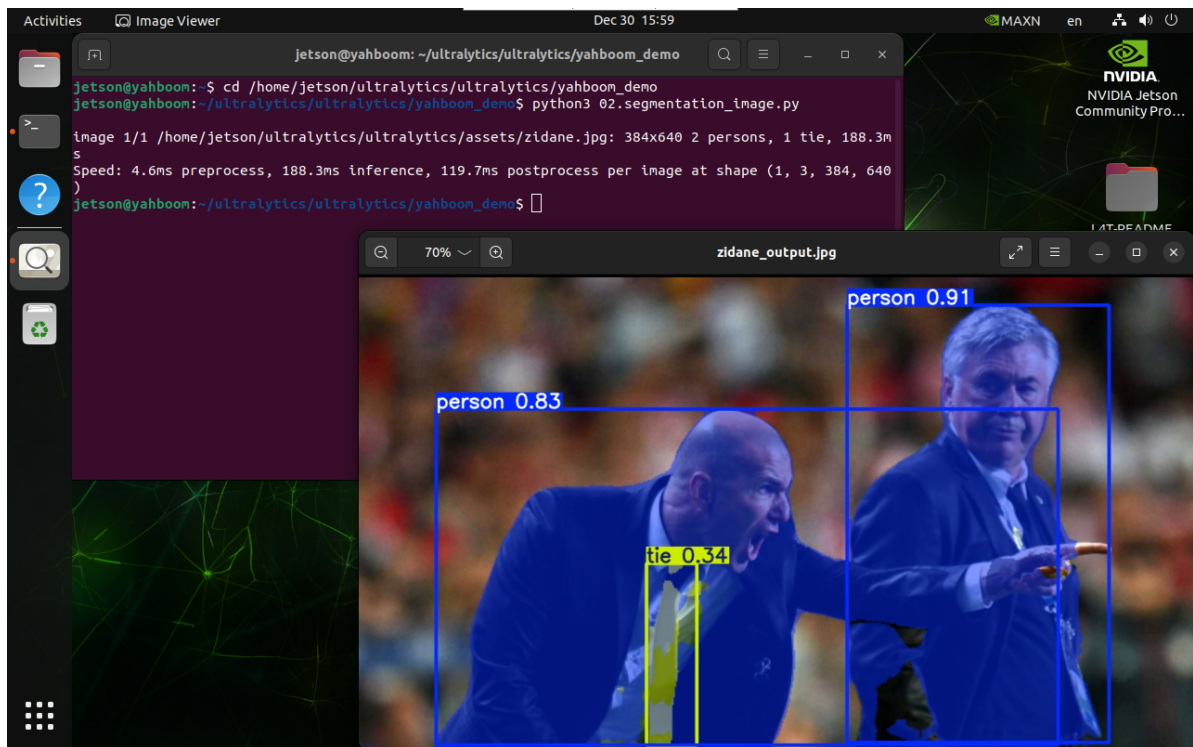 Activities
Image Viewer
Dec 30 15:59
MAXN
en
jetson@yahboom: ~/ultralytics/ultralytics/yahboom_demo
jetson@yahboom:~$ cd /home/jetson/ultralytics/ultralytics/yahboom_demo
jetson@yahboom:~/ultralytics/ultralytics/yahboom_demo$ python3 02.segmentation_image.py
image 1/1 /home/jetson/ultralytics/ultralytics/assets/zidane.jpg: 384x640 2 persons, 1 tie, 188.3m
s
Speed: 4.6ms preprocess, 188.3ms inference, 119.7ms postprocess per image at shape (1, 3, 384, 640
)
jetson@yahboom:~/ultralytics/ultralytics/yahboom_demo$
NVIDIA.
NVIDIA Jetson
Community Pro...
L4T-README
70%
zidane_output.jpg
person 0.91
person 0.83
tie 0.34